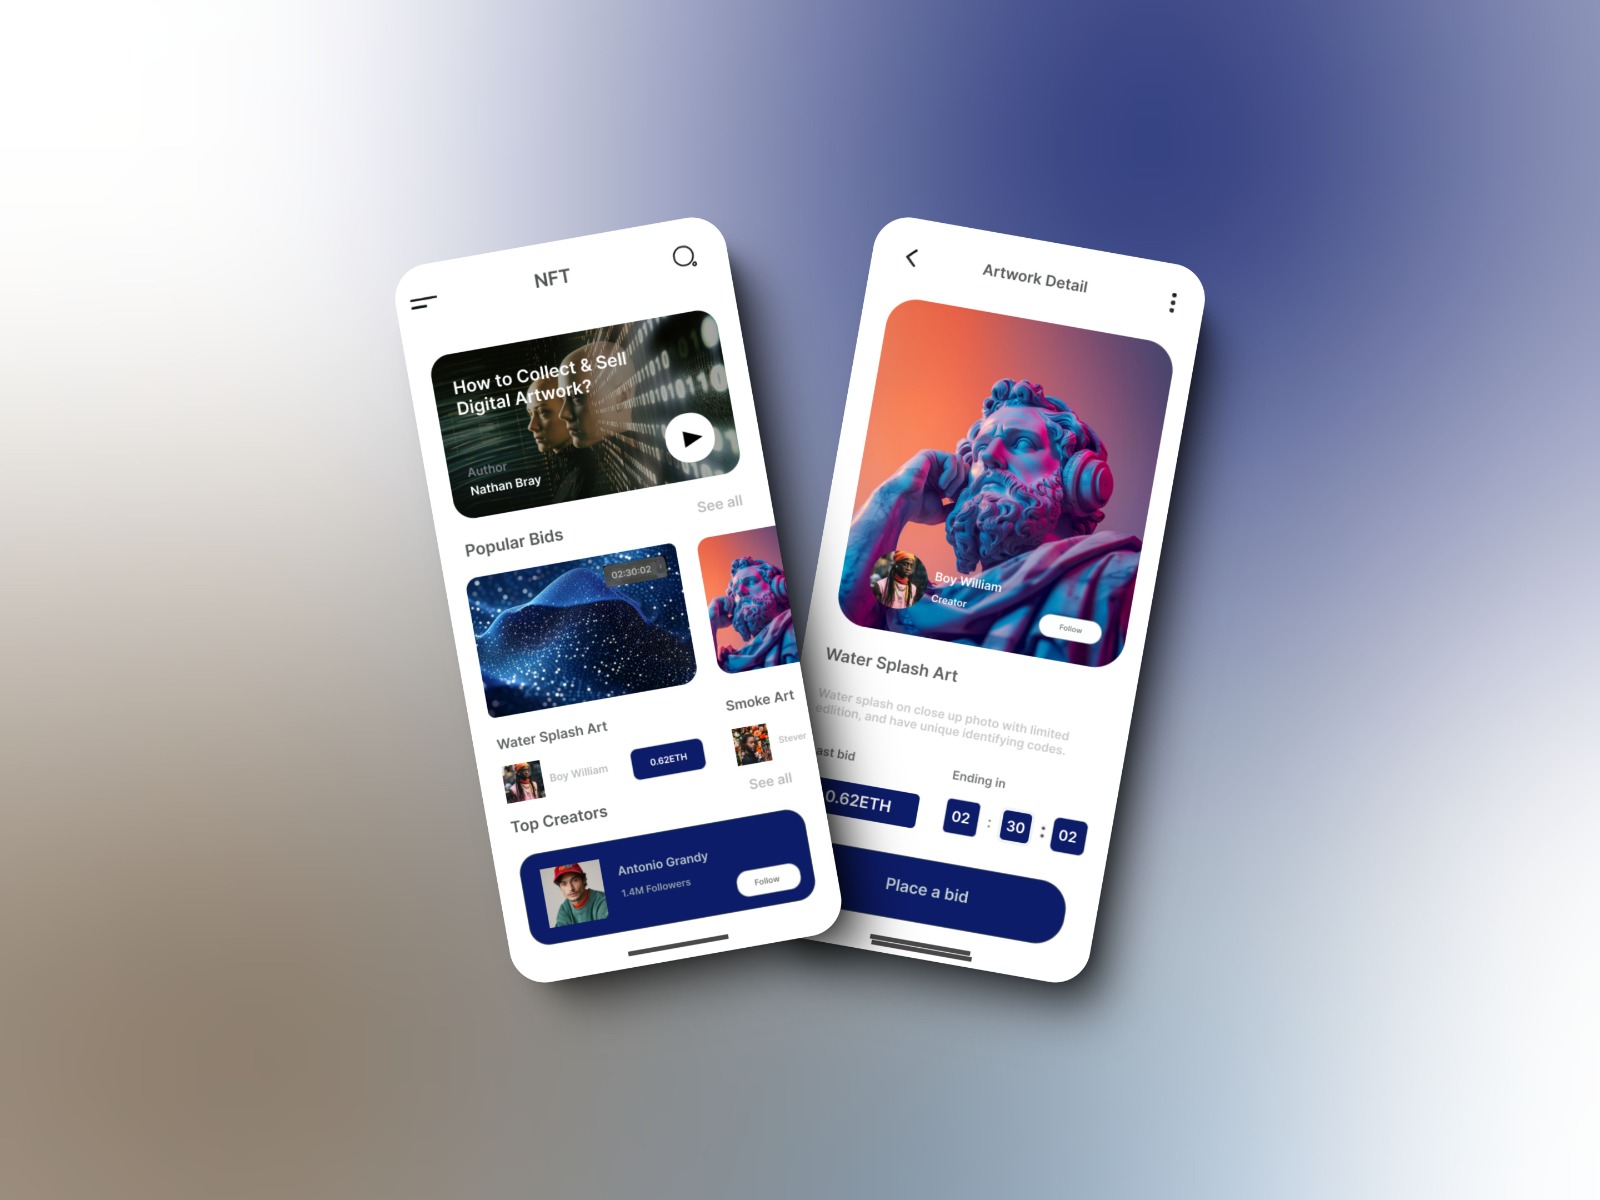 NFT
How to Collect & Sell
Digital Artwork?
Author
Nathan Bray
See all
Popular Bids
02:30:02
Water Splash Art
Boy William
0.62ETH
Smoke Art
Stever
See all
Top Creators
Antonio Grandy
1.4M Followers
Follow
Artwork Detail
Boy William
Creator
Follow
Water Splash Art
Water splash on close up photo with limited
edlition, and have unique identifying codes.
ast bid
Ending in
0.62ETH
02 : 30 : 02
Place a bid